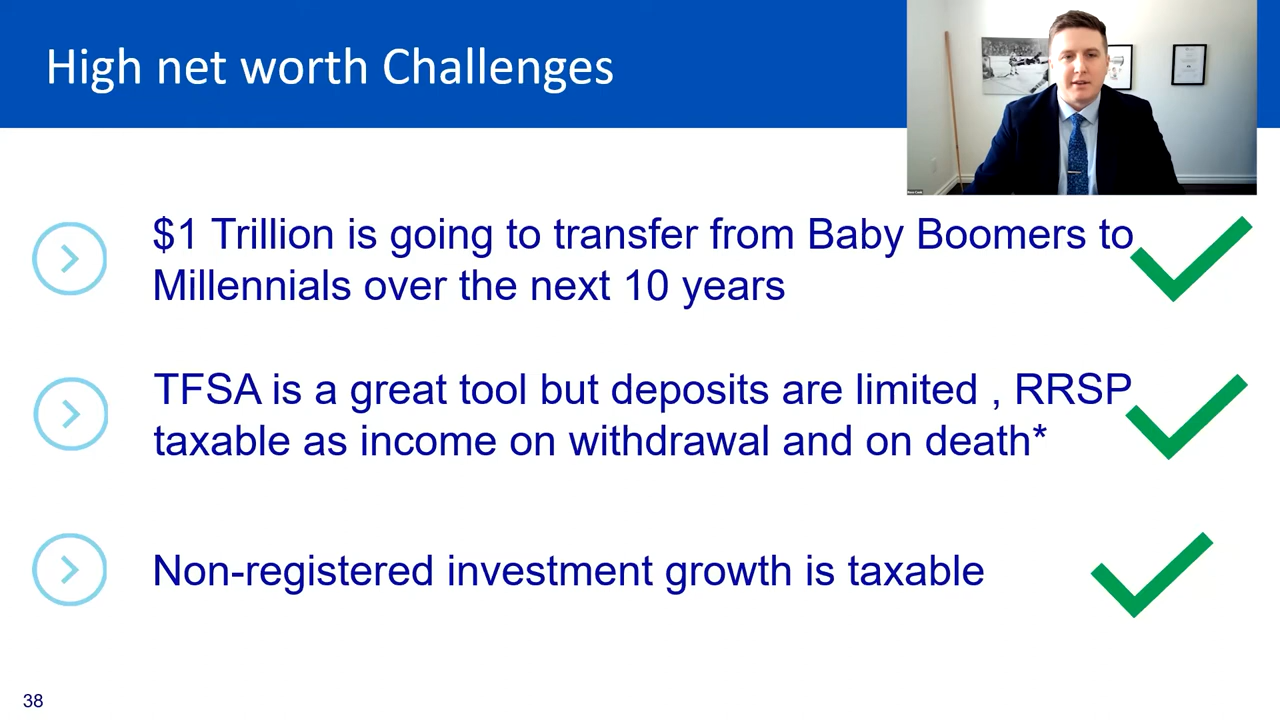 High net worth Challenges
$1 Trillion is going to transfer from Baby Boomers to
Millennials over the next 10 years
TFSA is a great tool but deposits are limited , RRSP
taxable as income on withdrawal and on death*
Non-registered investment growth is taxable
38